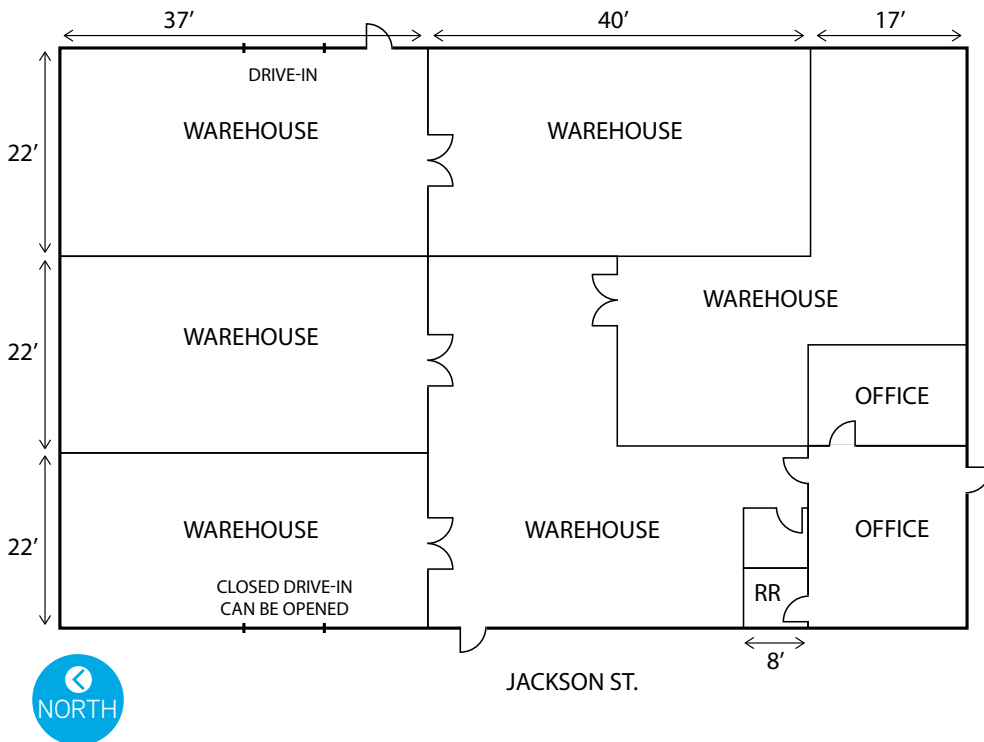 37'
40'
17'
DRIVE-IN
22'
WAREHOUSE
WAREHOUSE
22'
WAREHOUSE
WAREHOUSE
OFFICE
22'
WAREHOUSE
WAREHOUSE
OFFICE
CLOSED DRIVE-IN
CAN BE OPENED
RR
8'
JACKSON ST.
NORTH